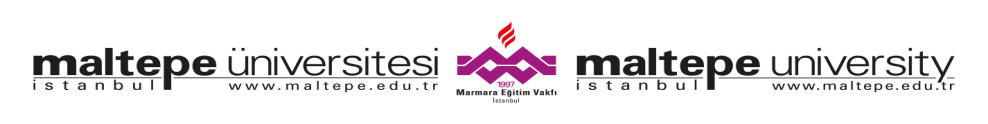 maltepe üniversitesi
istanbul www.maltepe.edu.tr
1997
Marmara Eğitim Vakfı
İstanbul
maltepe university
istanbul www.maltepe.edu.tr